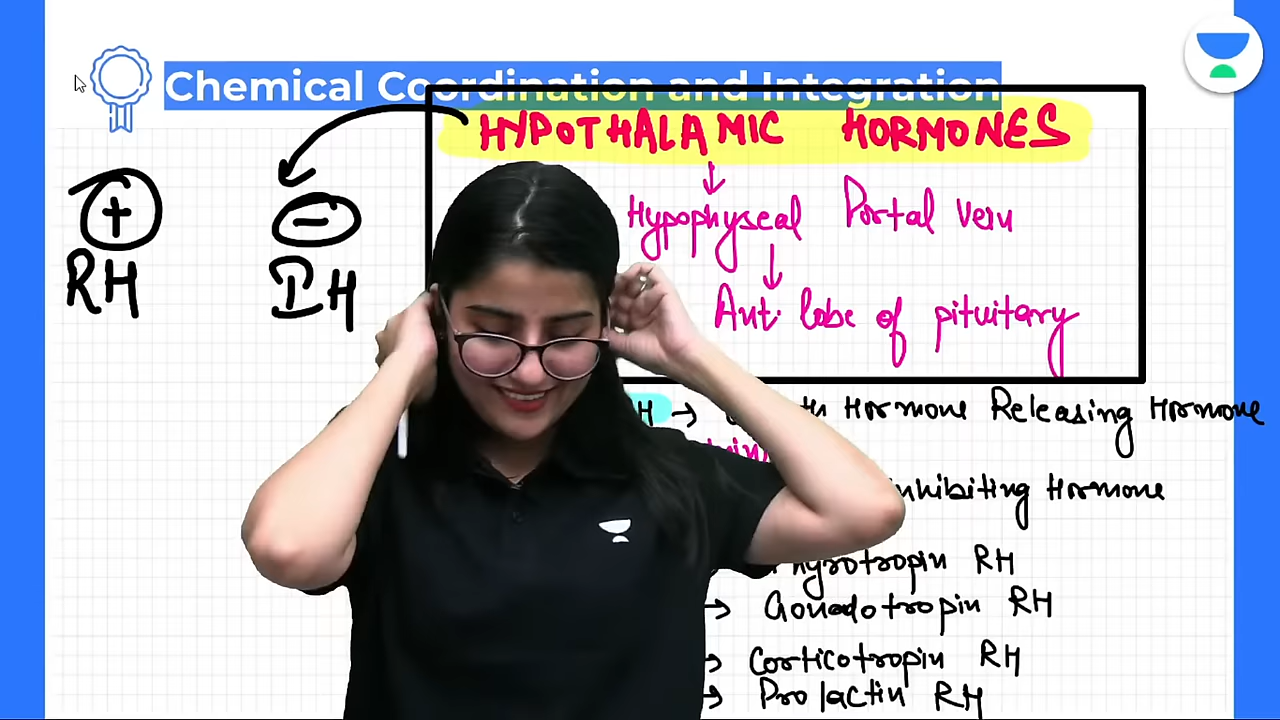 Chemical Coordination and Integration
HYPOTHALAMIC HORMONES
+
RH
−
IH
Hypophyseal Portal vein
Ant. lobe of pituitary
H → Hormone Releasing Hormone
inhibiting Hormone
Thyrotropin RH
→ Gonadotropin RH
→ Corticotropin RH
→ Prolactin RH